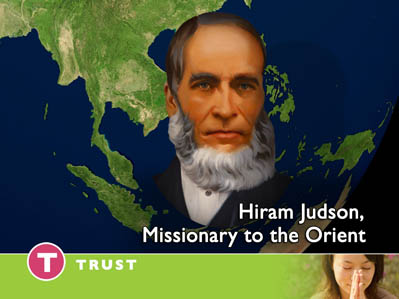 Hiram Judson,
Missionary to the Orient
T TRUST